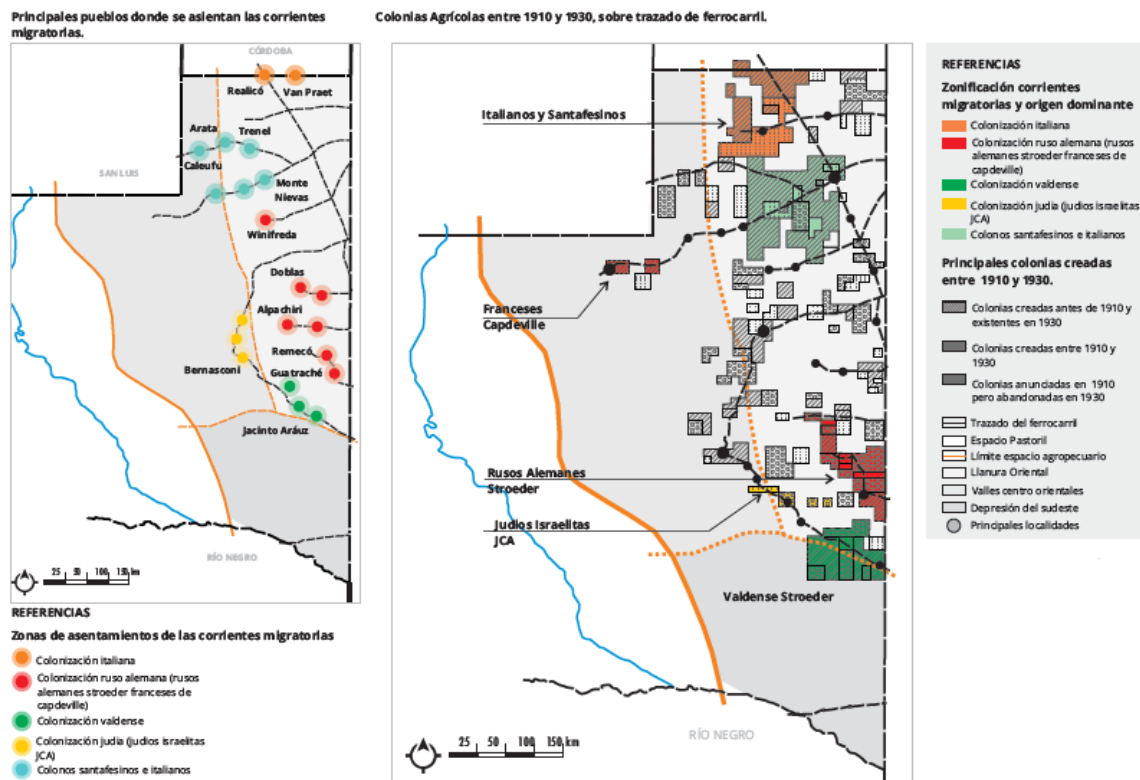 Principales pueblos donde se asientan las corrientes
migratorias.
CÓRDOBA
Realicó
Van Praet
Arata
Trenel
Caleufu
SAN LUIS
Monte
Nievas
Winifreda
Doblas
Alpachiri
Remecó
Bernasconi
Guatraché
Jacinto Aráuz
RÍO NEGRO
25 50 100 150 km
REFERENCIAS
Zonas de asentamientos de las corrientes migratorias
Colonización italiana
Colonización ruso alemana (rusos
alemanes stroeder franceses de
capdeville)
Colonización valdense
Colonización judia (judios israelitas
JCA)
Colonos santafesinos e italianos
Colonias Agrícolas entre 1910 y 1930, sobre trazado de ferrocarril.
Italianos y Santafesinos
Franceses
Capdeville
Rusos Alemanes
Stroeder
Judios Israelitas
JCA
Valdense Stroeder
RÍO NEGRO
25 50 100 150 km
REFERENCIAS
Zonificación corrientes
migratorias y origen dominante
Colonización italiana
Colonización ruso alemana (rusos
alemanes stroeder franceses de
capdeville)
Colonización valdense
Colonización judia (judios israelitas
JCA)
Colonos santafesinos e italianos
Principales colonias creadas
entre 1910 y 1930.
Colonias creadas antes de 1910 y
existentes en 1930
Colonias creadas entre 1910 y
1930
Colonias anunciadas en 1910
pero abandonadas en 1930
Trazado del ferrocarril
Espacio Pastoril
Límite espacio agropecuario
Llanura Oriental
Valles centro orientales
Depresión del sudeste
Principales localidades